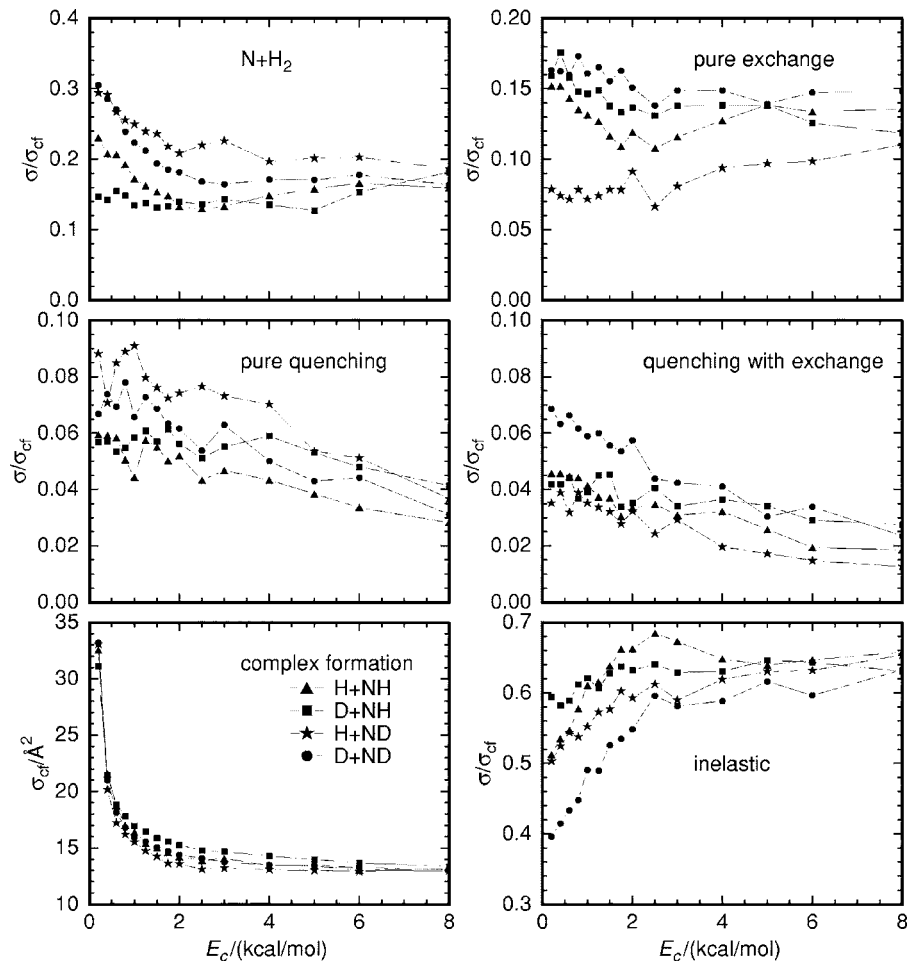 0.4
0.3
0.2
0.1
0.0
σ/σcf
N+H2
0.20
0.15
0.10
0.05
0.00
σ/σcf
pure exchange
0.10
0.08
0.06
0.04
0.02
0.00
σ/σcf
pure quenching
0.10
0.08
0.06
0.04
0.02
0.00
σ/σcf
quenching with exchange
35
30
25
20
15
10
σcf/Å2
complex formation
H+NH
D+NH
H+ND
D+ND
0 2 4 6 8
Ec/(kcal/mol)
0.7
0.6
0.5
0.4
0.3
σ/σcf
inelastic
0 2 4 6 8
Ec/(kcal/mol)